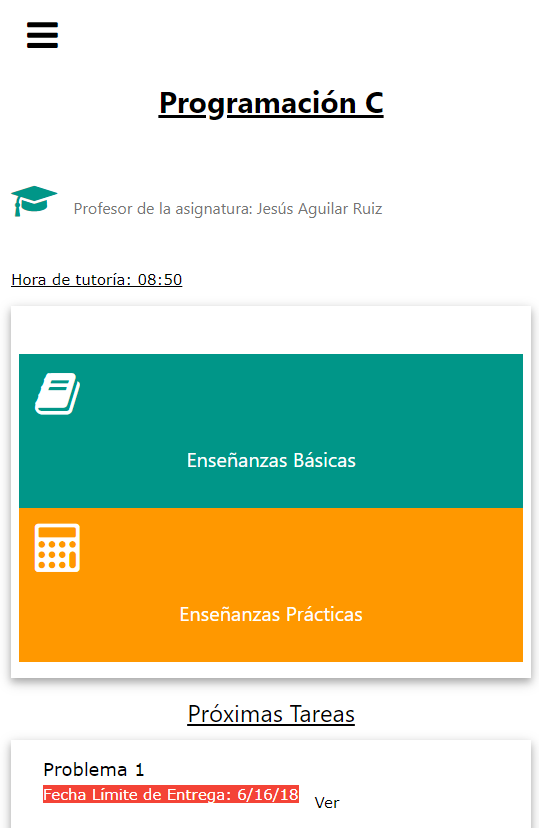 Programación C
Profesor de la asignatura: Jesús Aguilar Ruiz
Hora de tutoría: 08:50
Enseñanzas Básicas
Enseñanzas Prácticas
Próximas Tareas
Problema 1
Fecha Límite de Entrega: 6/16/18 Ver